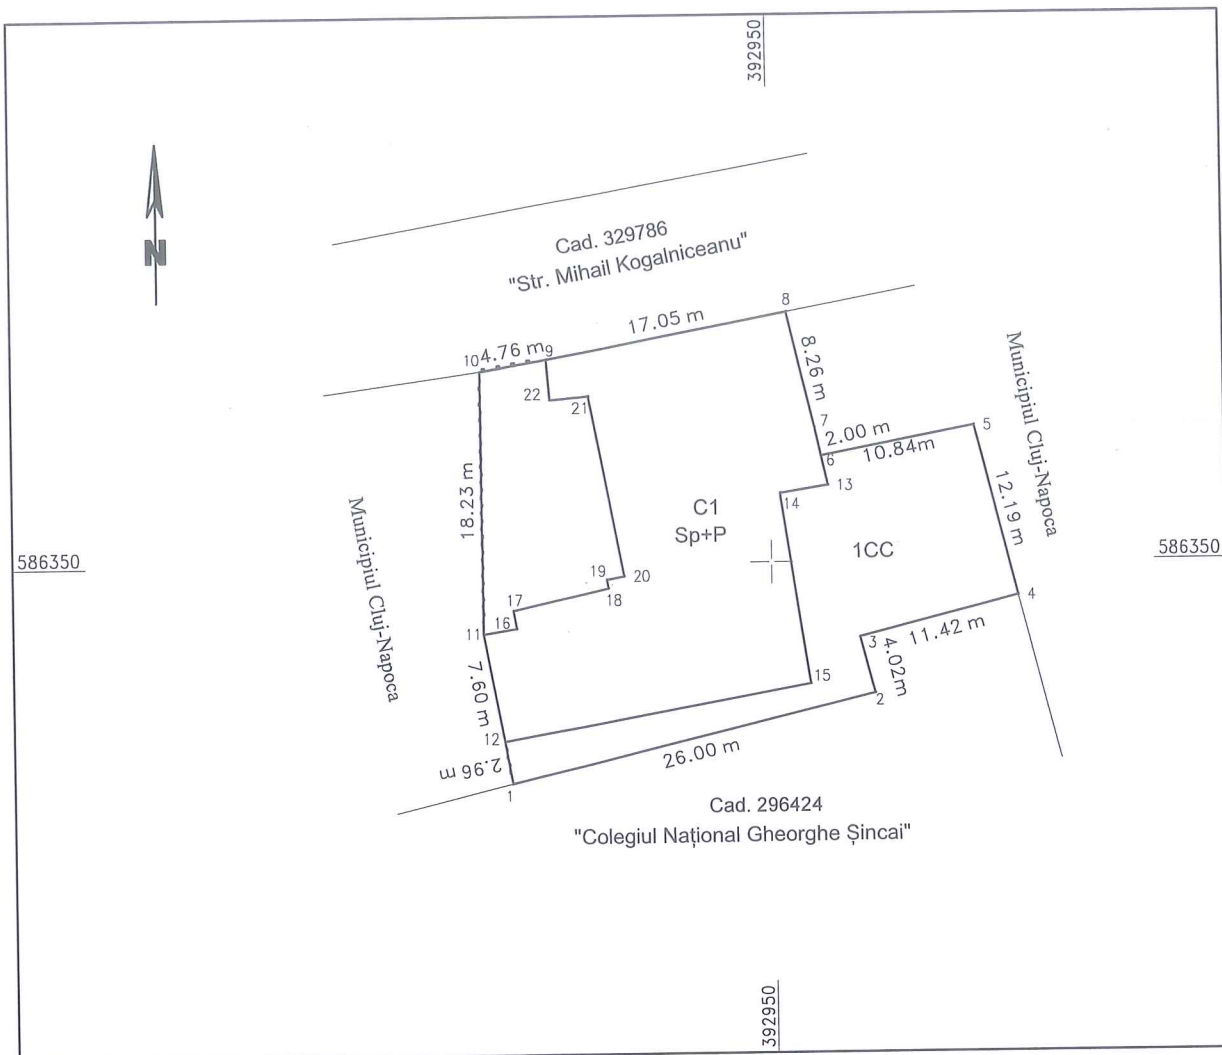 392950
N
Cad. 329786
"Str. Mihail Kogalniceanu"
8
17.05 m
10
4.76 m
9
8.26 m
Municipiul Cluj-Napoca
22
21
7
2.00 m
5
6
10.84m
18.23 m
13
14
12.19 m
C1
Sp+P
Municipiul Cluj-Napoca
1CC
586350
586350
19
20
18
17
16
4
11
3
11.42 m
4.02m
7.60 m
15
2
12
2.96 m
26.00 m
1
Cad. 296424
"Colegiul Național Gheorghe Șincai"
392950